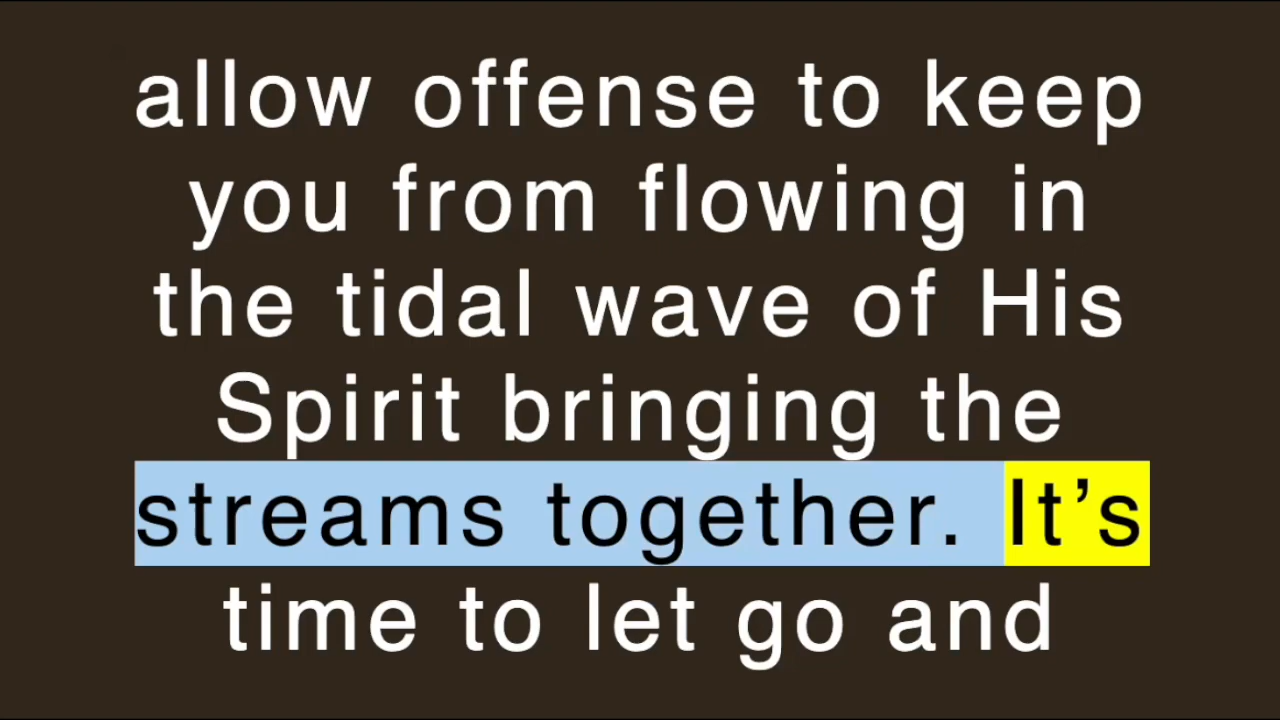 allow offense to keep
you from flowing in
the tidal wave of His
Spirit bringing the
streams together. It’s
time to let go and